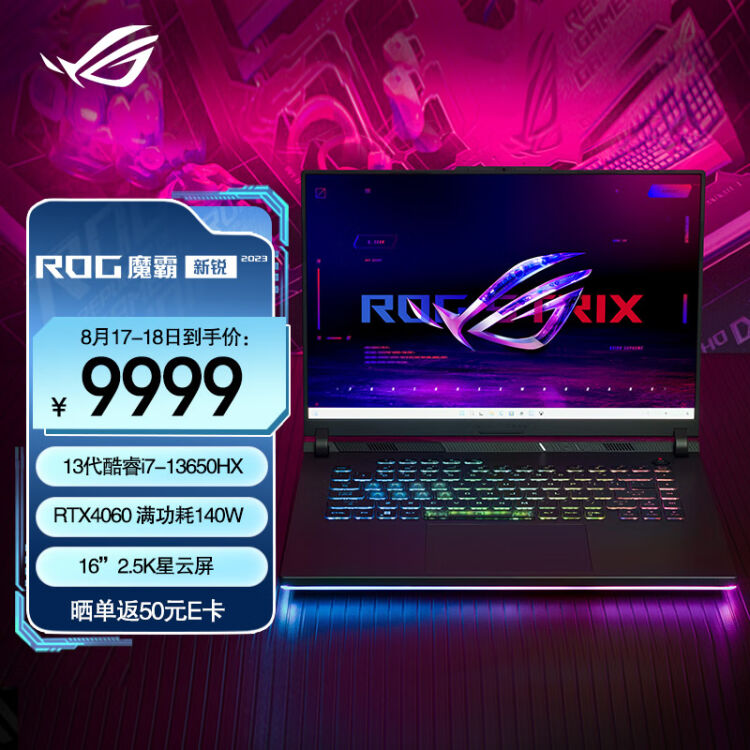 ROG 魔霸 新锐 2023
8月17-18日到手价:
¥ 9999
13代酷睿i7-13650HX
RTX4060 满功耗140W
16” 2.5K星云屏
晒单返50元E卡
ROG STRIX